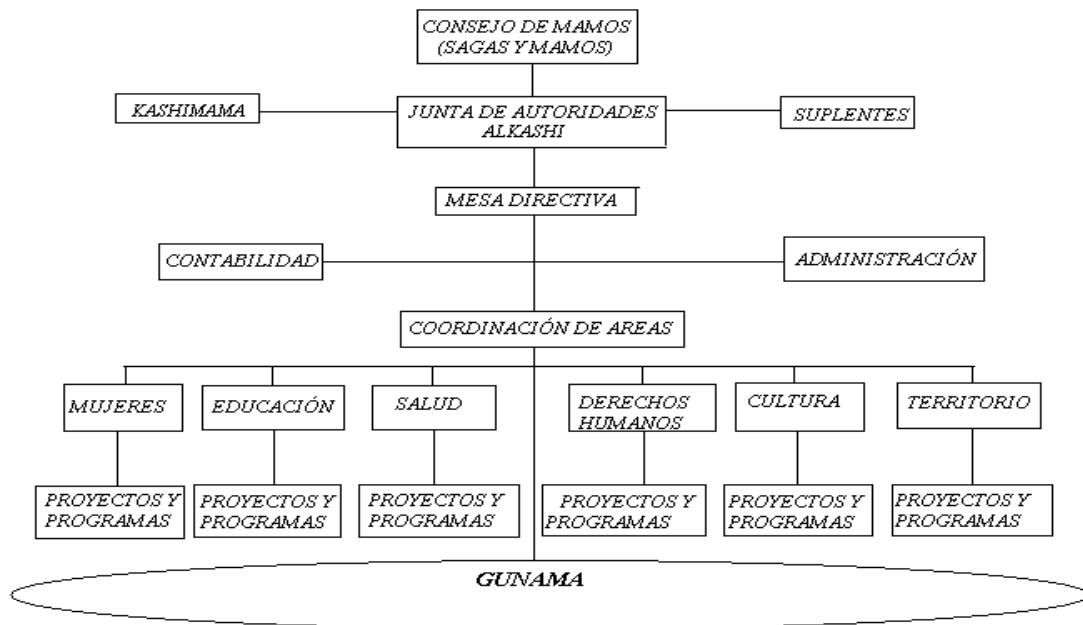 CONSEJO DE MAMOS
(SAGAS Y MAMOS)
KASHIMAMA
JUNTA DE AUTORIDADES
ALKASHI
SUPLENTES
MESA DIRECTIVA
CONTABILIDAD
ADMINISTRACIÓN
COORDINACIÓN DE AREAS
MUJERES
EDUCACIÓN
SALUD
DERECHOS
HUMANOS
CULTURA
TERRITORIO
PROYECTOS Y
PROGRAMAS
PROYECTOS Y
PROGRAMAS
PROYECTOS Y
PROGRAMAS
PROYECTOS Y
PROGRAMAS
PROYECTOS Y
PROGRAMAS
PROYECTOS Y
PROGRAMAS
GUNAMA